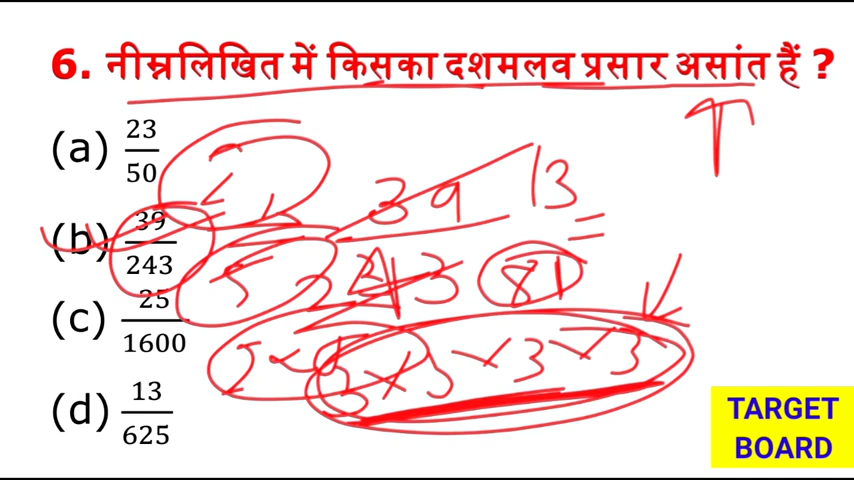 6. नीम्नलिखित में किसका दशमलव प्रसार असांत हैं ?
(a) 23/50
(b) 39/243
(c) 25/1600
(d) 13/625
39 13
243 81
3×3×3×3
TARGET
BOARD